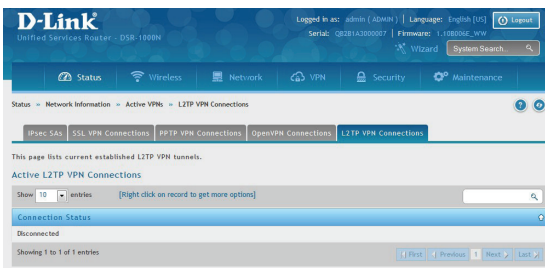 D-Link
Logged in as: admin ( ADMIN ) | Language: English [US] Logout
Unified Services Router - DSR-1000N
Serial: QB2B1A3000007 | Firmware: 1.10B006E_WW
Wizard System Search..
Status Wireless Network VPN Security Maintenance
Status » Network Information » Active VPNs » L2TP VPN Connections
IPsec SAs SSL VPN Connections PPTP VPN Connections OpenVPN Connections L2TP VPN Connections
This page lists current established L2TP VPN tunnels.
Active L2TP VPN Connections
Show 10 entries [Right click on record to get more options]
Connection Status
Disconnected
Showing 1 to 1 of 1 entries First Previous 1 Next Last